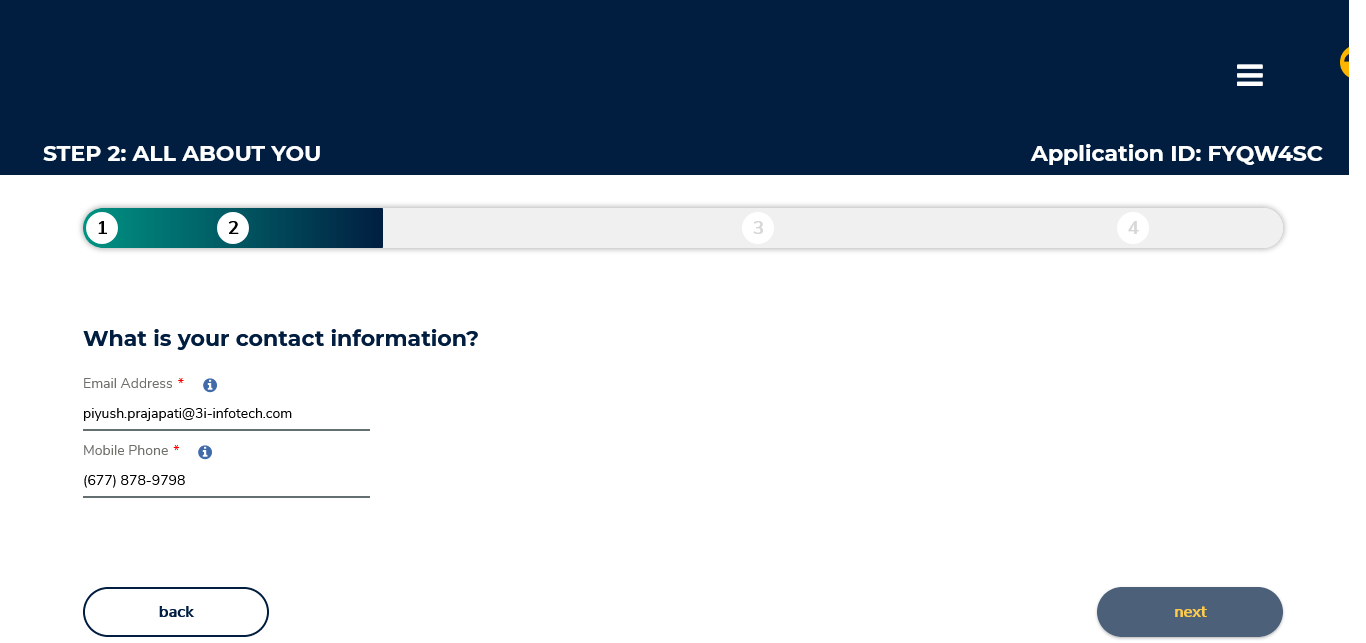 STEP 2: ALL ABOUT YOU
Application ID: FYQW4SC
1 2 3 4
What is your contact information?
Email Address *
piyush.prajapati@3i-infotech.com
Mobile Phone *
(677) 878-9798
back
next